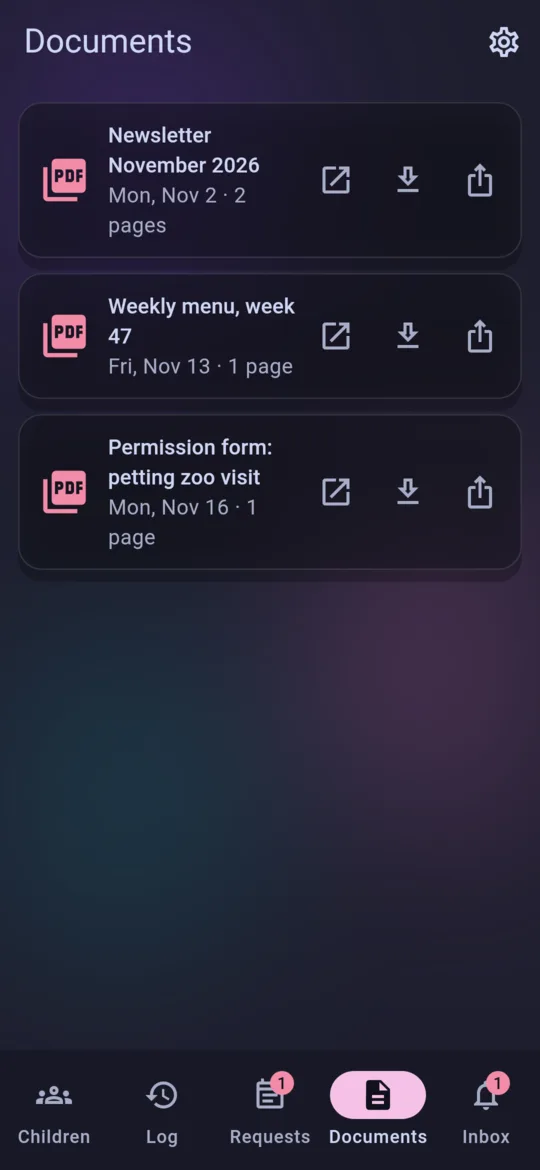 Documents
PDF
Newsletter
November 2026
Mon, Nov 2 · 2
pages
PDF
Weekly menu, week
47
Fri, Nov 13 · 1 page
PDF
Permission form:
petting zoo visit
Mon, Nov 16 · 1
page
1
1
Children
Log
Requests
Documents
Inbox